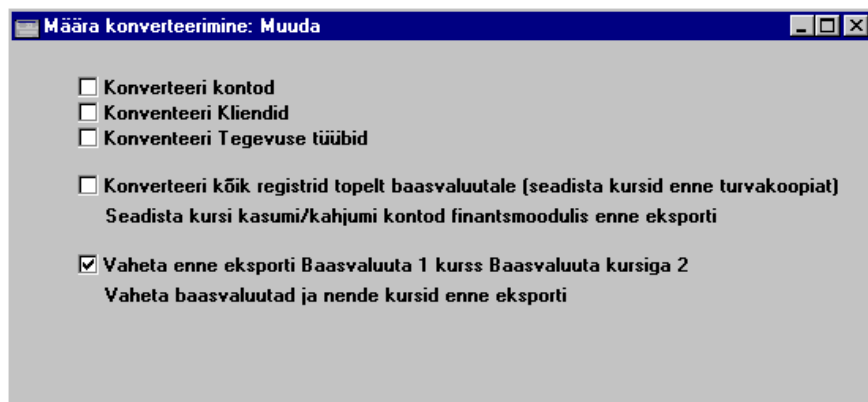 Määra konverteerimine: Muuda
Konverteeri kontod
Konventeeri Kliendid
Konventeeri Tegevuse tüübid
Konverteeri kõik registrid topelt baasvaluutale (seadista kursid enne turvakoopiat)
Seadista kursi kasumi/kahjumi kontod finantsmoodulis enne eksporti
Vaheta enne eksporti Baasvaluuta 1 kurss Baasvaluuta kursiga 2
Vaheta baasvaluutad ja nende kursid enne eksporti